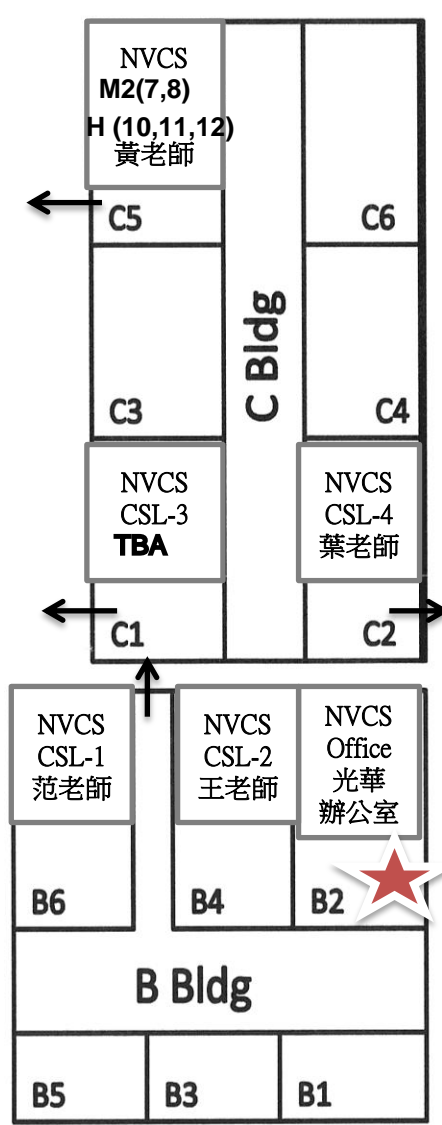 NVCS
M2(7,8)
H (10,11,12)
黃老師
C5
C6
C Bldg
C3
C4
NVCS
CSL-3
TBA
NVCS
CSL-4
葉老師
C1
C2
NVCS
CSL-1
范老師
NVCS
CSL-2
王老師
NVCS
Office
光華
辦公室
B6
B4
B2
B Bldg
B5
B3
B1